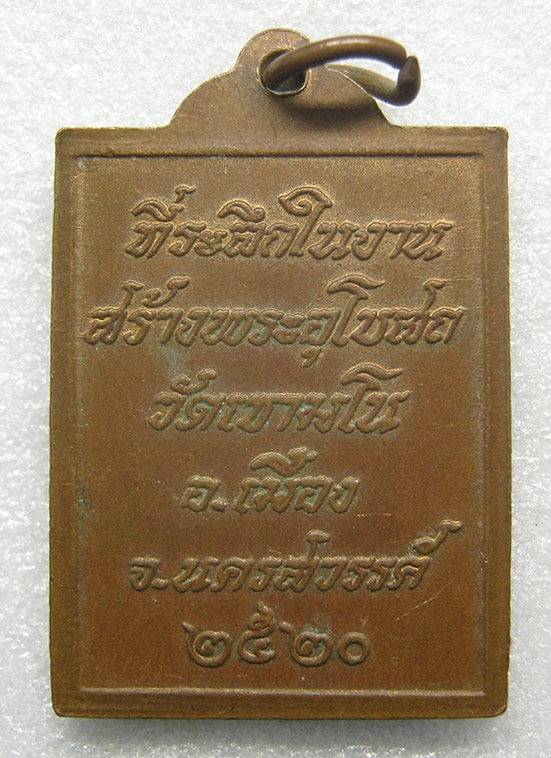 ที่ระลึกในงาน
สร้างพระอุโบสถ
วัดเขามโน
อ.เมือง
จ.นครสวรรค์
๒๕๒๐